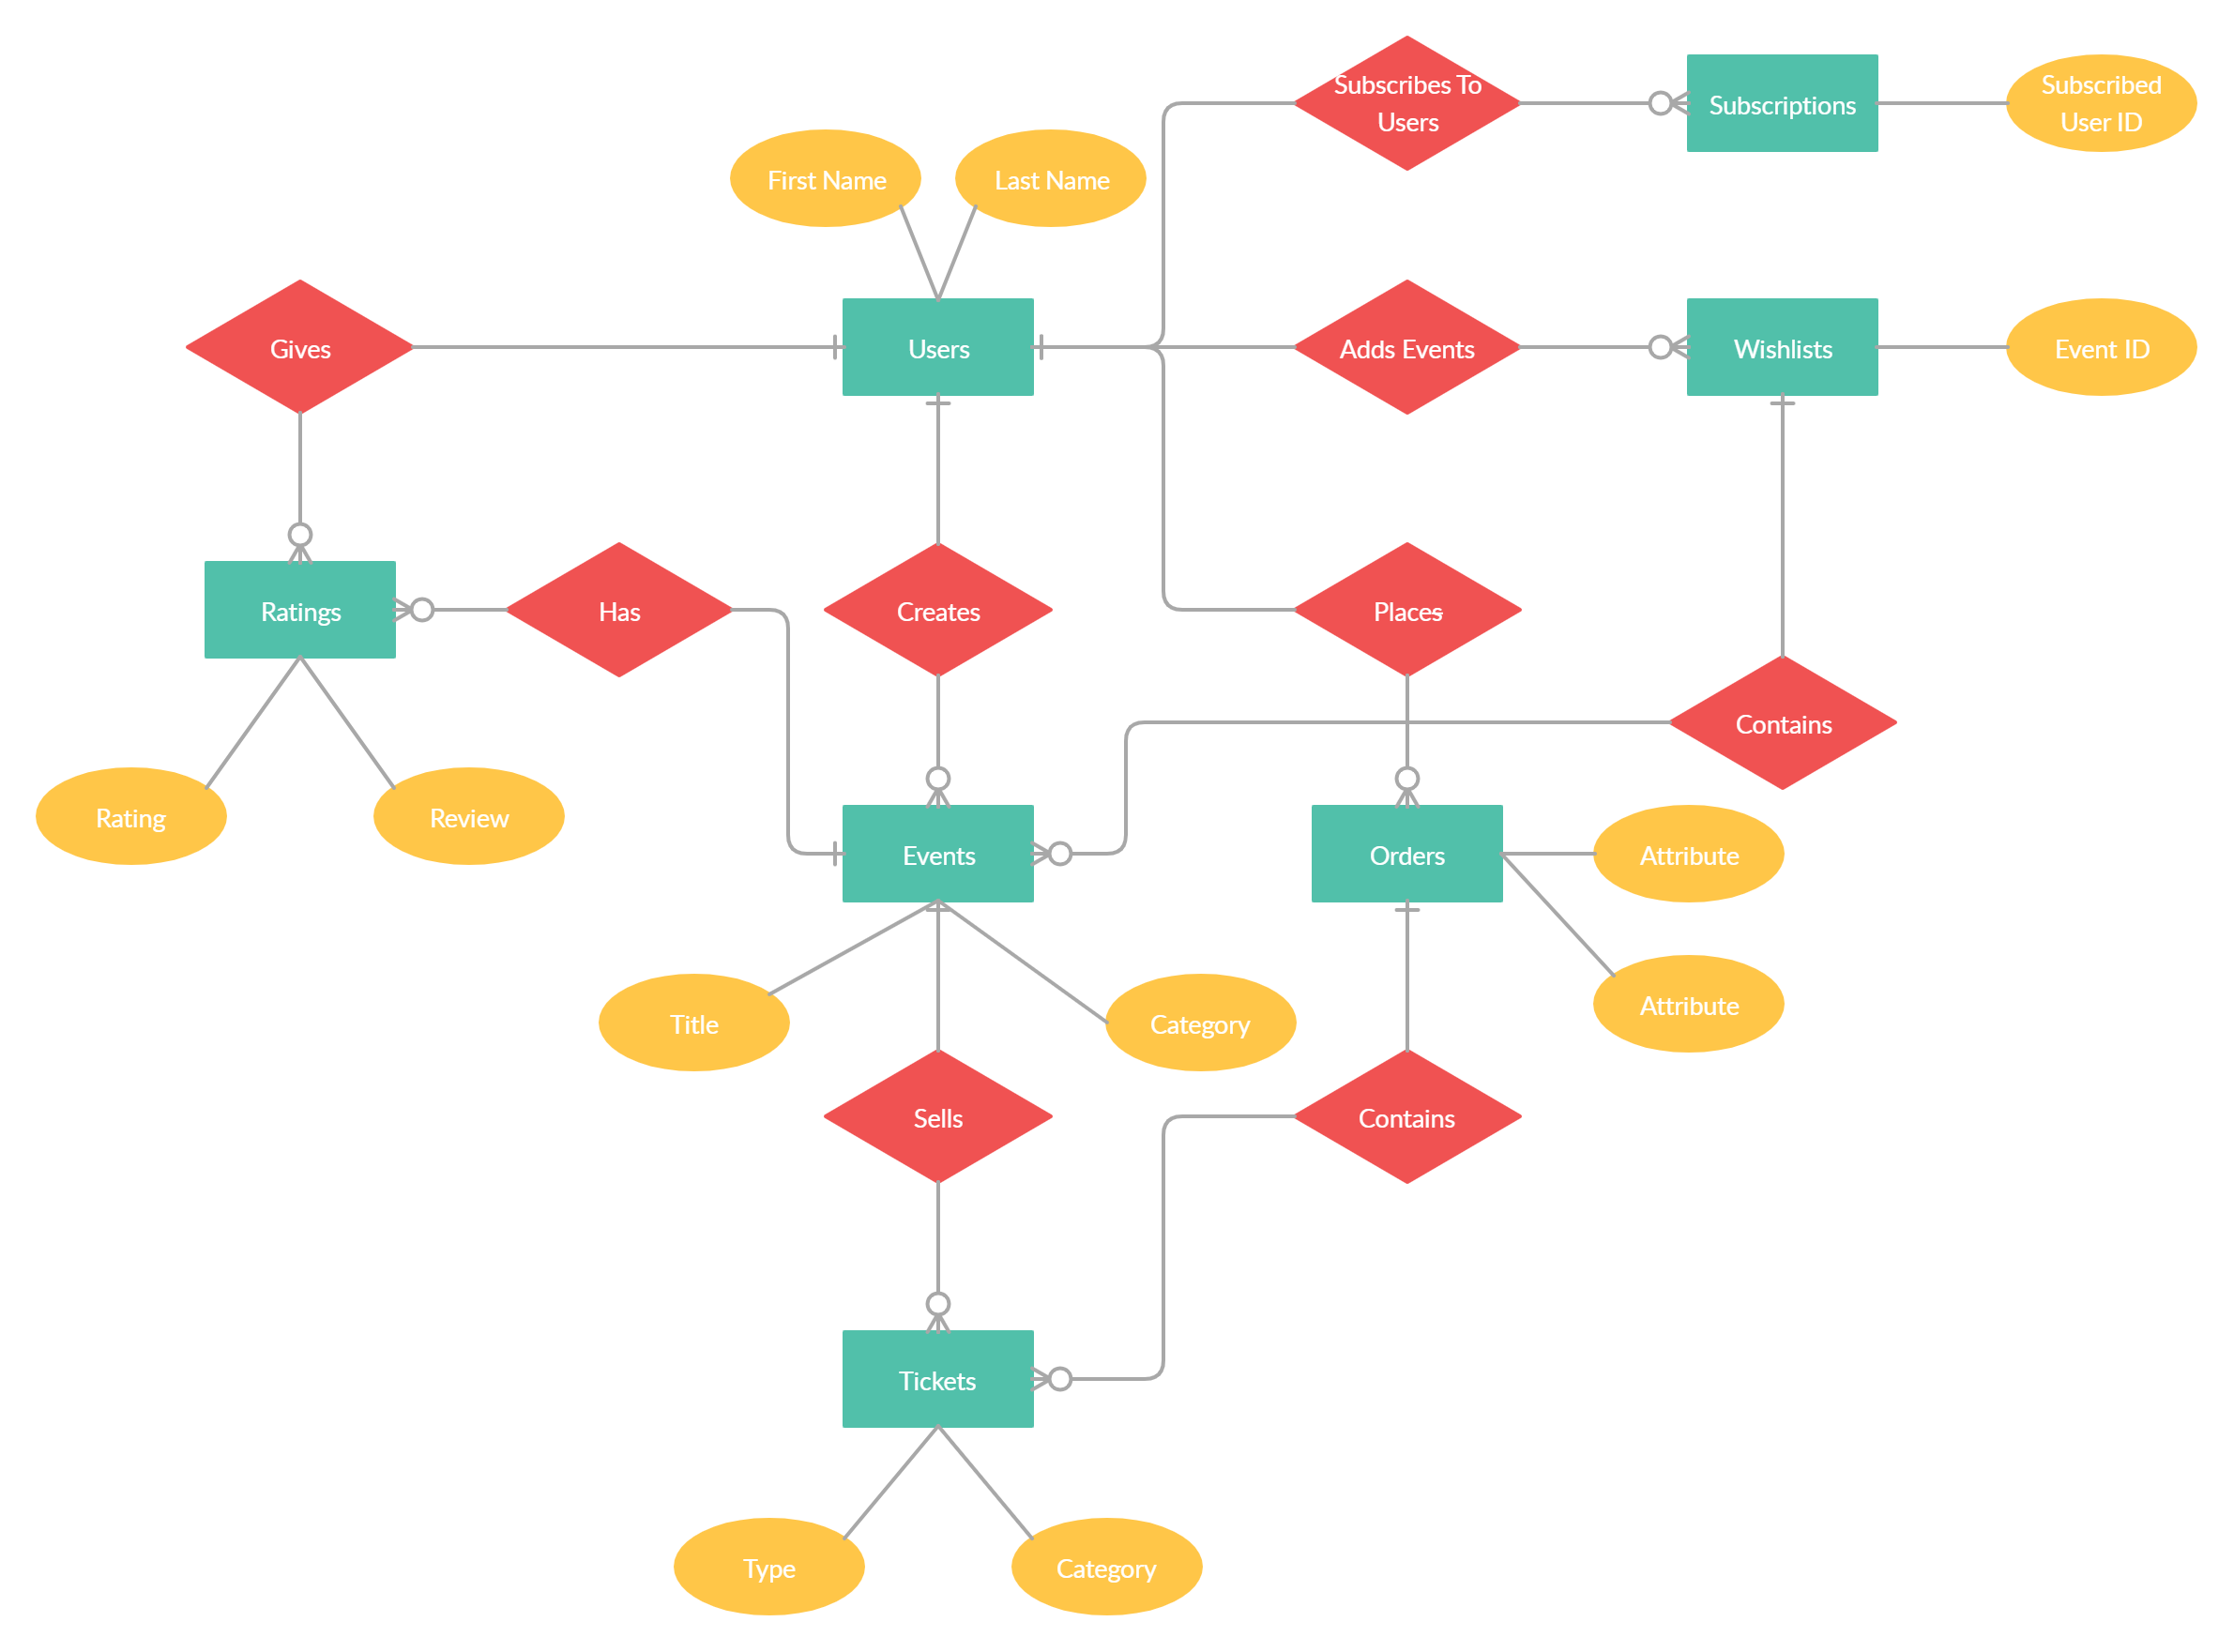 Subscribes To
Users
Subscriptions
Subscribed
User ID
First Name
Last Name
Gives
Users
Adds Events
Wishlists
Event ID
Ratings
Has
Creates
Places
Contains
Rating
Review
Events
Orders
Attribute
Title
Category
Attribute
Sells
Contains
Tickets
Type
Category